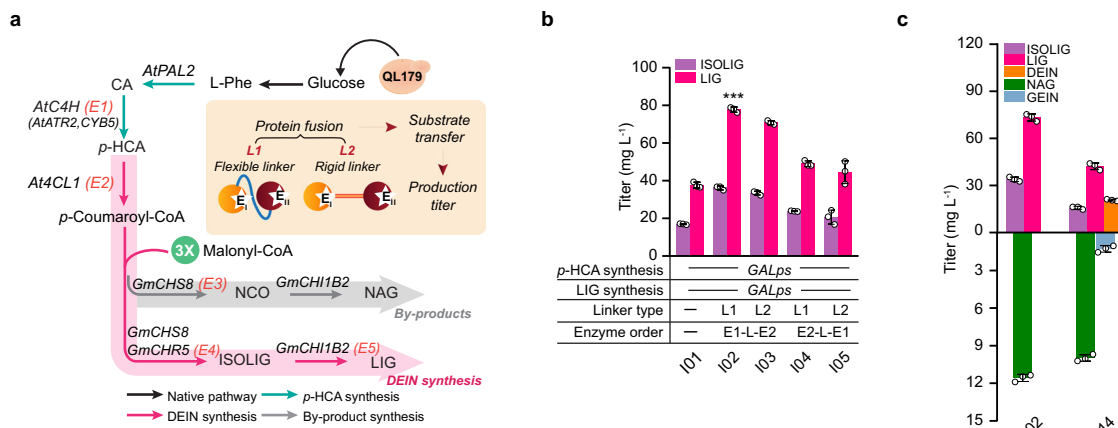 a
AtPAL2
CA
L-Phe
Glucose
QL179
AtC4H (E1)
(AtATR2,CYB5)
p-HCA
At4CL1 (E2)
p-Coumaroyl-CoA
Protein fusion
L1
L2
Flexible linker
Rigid linker
EI
EII
EI
EII
Substrate
transfer
Production
titer
3X
Malonyl-CoA
GmCHS8 (E3)
NCO
GmCHI1B2
NAG
By-products
GmCHS8
GmCHR5 (E4)
ISOLIG
GmCHI1B2 (E5)
LIG
DEIN synthesis
Native pathway
p-HCA synthesis
DEIN synthesis
By-product synthesis
b
ISOLIG
LIG
***
Titer (mg L-1)
100
80
60
40
20
0
p-HCA synthesis
GALps
LIG synthesis
GALps
Linker type
—
L1
L2
L1
L2
Enzyme order
—
E1-L-E2
E2-L-E1
I01
I02
I03
I04
I05
c
ISOLIG
LIG
DEIN
NAG
GEIN
Titer (mg L-1)
120
90
60
30
0
3
6
9
12
15